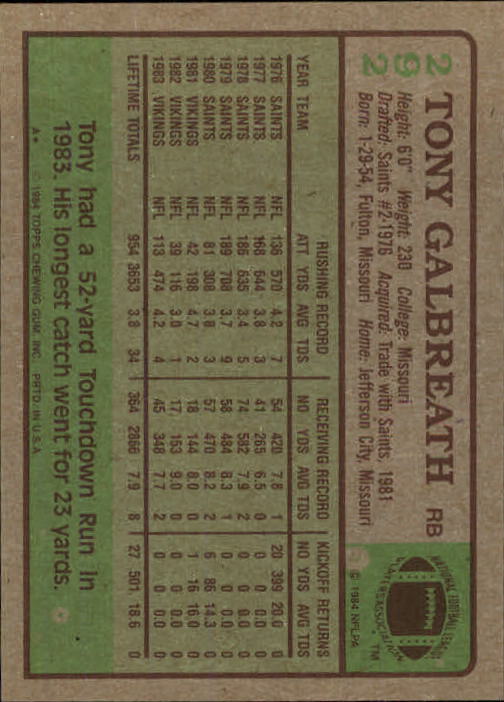 292
TONY GALBREATH RB
Height: 6'0" Weight: 230 College: Missouri
Drafted: Saints #2-1976 Acquired: Trade with Saints, 1981
Born: 1-29-54, Fulton, Missouri Home: Jefferson City, Missouri
NATIONAL FOOTBALL LEAGUE
PLAYERS ASSOCIATION
TM
© 1984 NFLPA
RUSHING RECORD RECEIVING RECORD KICKOFF RETURNS
YEAR TEAM ATT YDS AVG TDS NO YDS AVG TDS NO YDS AVG TDS
1976 SAINTS NFL 136 570 4.2 7 54 420 7.8 1 20 399 20.0 0
1977 SAINTS NFL 168 644 3.8 3 41 265 6.5 0 0 0 0.0 0
1978 SAINTS NFL 186 635 3.4 5 74 582 7.9 2 0 0 0.0 0
1979 SAINTS NFL 189 708 3.7 9 58 484 8.3 1 0 0 0.0 0
1980 SAINTS NFL 81 308 3.8 3 57 470 8.2 2 6 86 14.3 0
1981 VIKINGS NFL 42 198 4.7 2 18 144 8.0 0 1 16 16.0 0
1982 VIKINGS NFL 39 116 3.0 1 17 153 9.0 0 0 0 0.0 0
1983 VIKINGS NFL 113 474 4.2 4 45 348 7.7 2 0 0 0.0 0
LIFETIME TOTALS 954 3653 3.8 34 364 2866 7.9 8 27 501 18.6 0
Tony had a 52-yard Touchdown Run in
1983. His longest catch went for 23 yards.
A* © 1984 TOPPS CHEWING GUM, INC. PRTD. IN U.S.A.